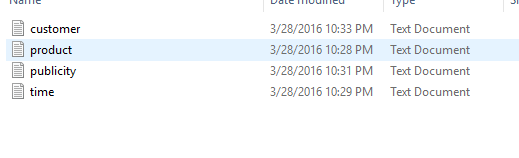 Name Date modified Type
customer 3/28/2016 10:33 PM Text Document
product 3/28/2016 10:28 PM Text Document
publicity 3/28/2016 10:31 PM Text Document
time 3/28/2016 10:29 PM Text Document